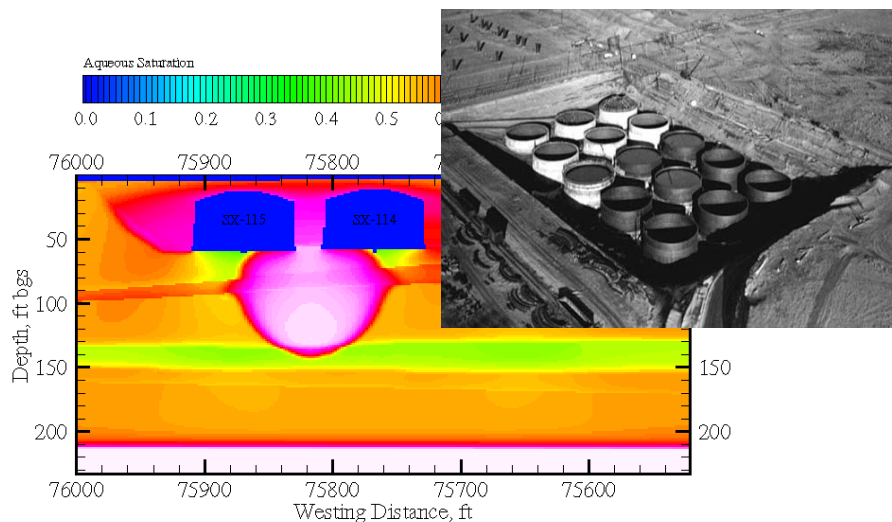 Aqueous Saturation
0.0 0.1 0.2 0.3 0.4 0.5
76000 75900 75800
SX-115 SX-114
50
100
150 150
200 200
Depth, ft bgs
76000 75900 75800 75700 75600
Westing Distance, ft